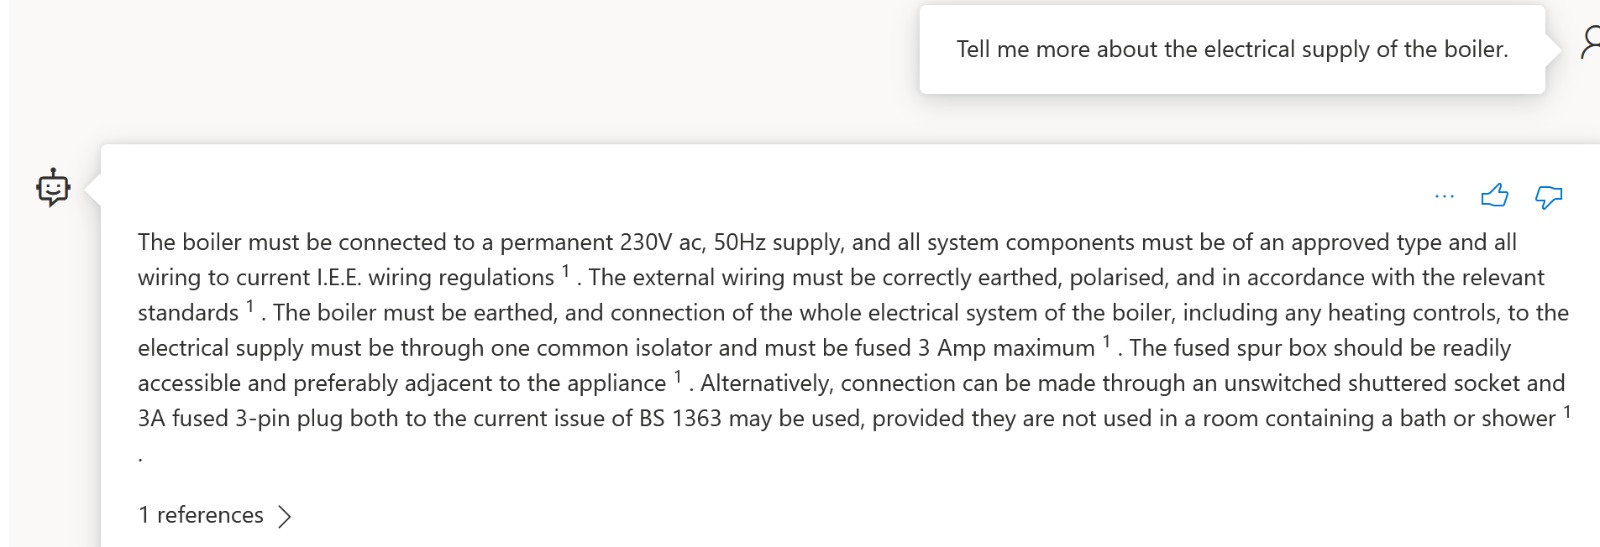 Tell me more about the electrical supply of the boiler.
...
The boiler must be connected to a permanent 230V ac, 50Hz supply, and all system components must be of an approved type and all
wiring to current I.E.E. wiring regulations 1 . The external wiring must be correctly earthed, polarised, and in accordance with the relevant
standards 1 . The boiler must be earthed, and connection of the whole electrical system of the boiler, including any heating controls, to the
electrical supply must be through one common isolator and must be fused 3 Amp maximum 1 . The fused spur box should be readily
accessible and preferably adjacent to the appliance 1 . Alternatively, connection can be made through an unswitched shuttered socket and
3A fused 3-pin plug both to the current issue of BS 1363 may be used, provided they are not used in a room containing a bath or shower 1
.
1 references